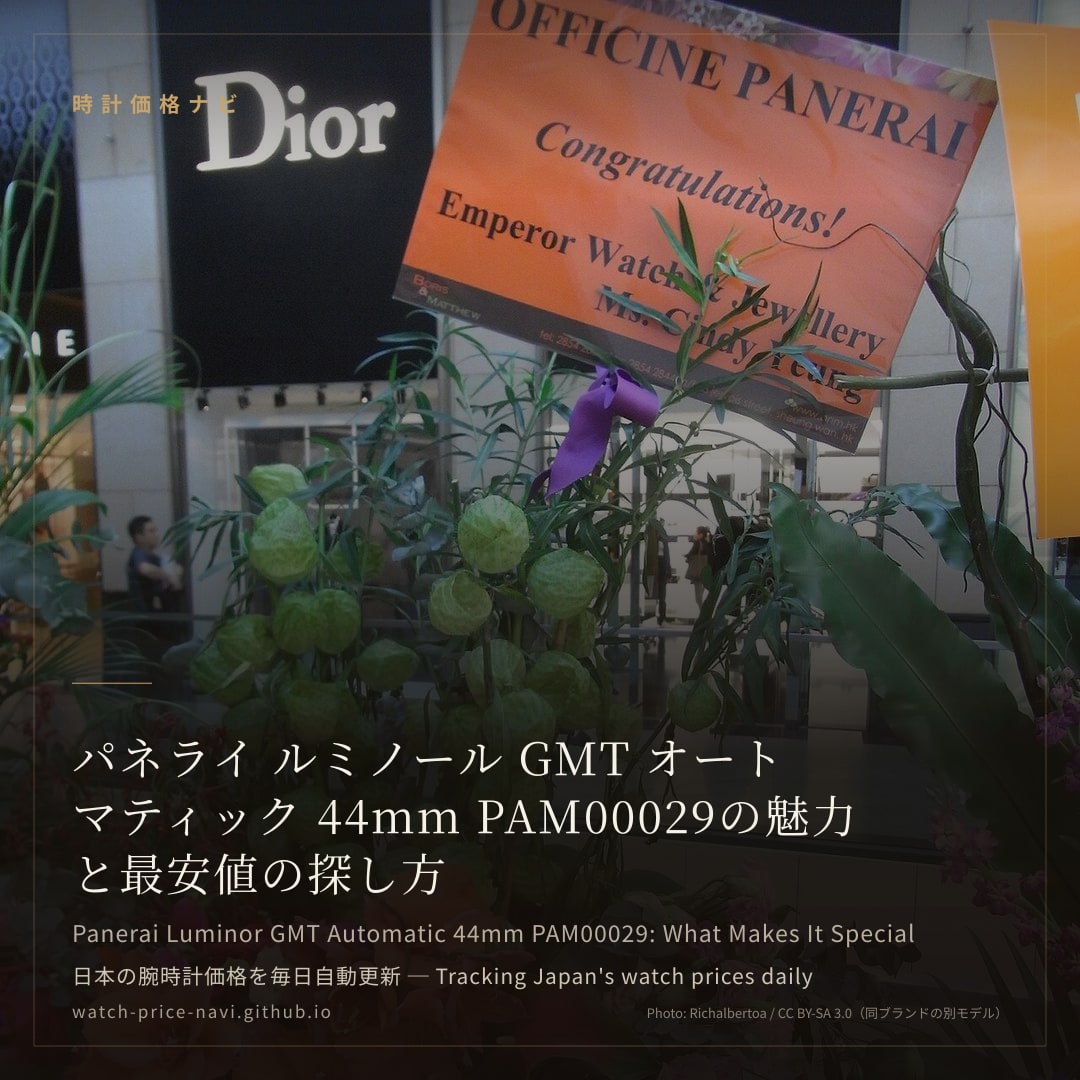 OFFICINE PANERAI
時計価格ナビ
Dior
Congratulations!
Emperor Watch & Jewellery
Ms. Cindy Yeung
BORIS
&
MATTHEW
パネライ ルミノール GMT オート
マティック 44mm PAM00029の魅力
と最安値の探し方
Panerai Luminor GMT Automatic 44mm PAM00029: What Makes It Special
日本の腕時計価格を毎日自動更新 ─ Tracking Japan's watch prices daily
watch-price-navi.github.io
Photo: Richalbertoa / CC BY-SA 3.0（同ブランドの別モデル）